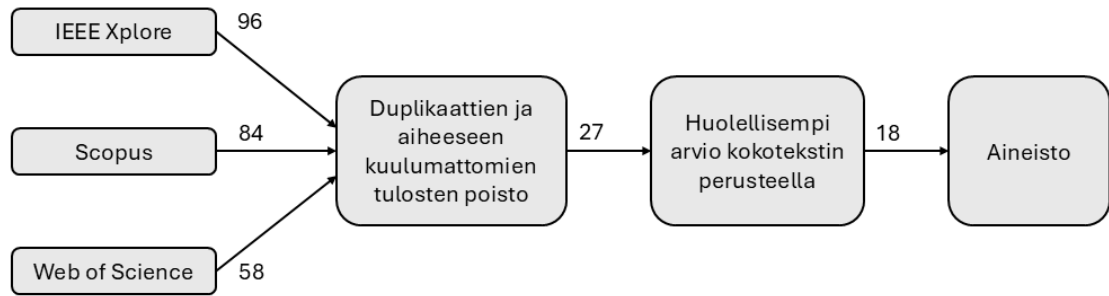 IEEE Xplore
96
Scopus
84
Web of Science
58
Duplikaattien ja
aiheeseen
kuulumattomien
tulosten poisto
27
Huolellisempi
arvio kokotekstin
perusteella
18
Aineisto